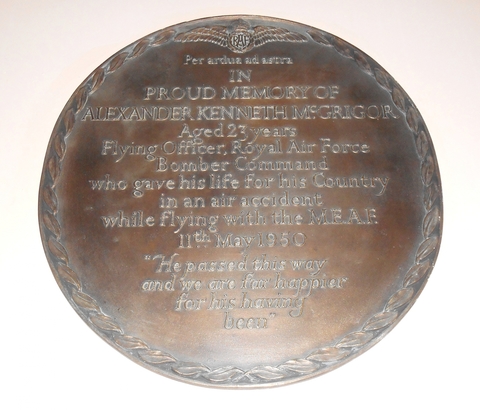 RAF
Per ardua ad astra
IN
PROUD MEMORY OF
ALEXANDER KENNETH McGRIGOR
Aged 23 years
Flying Officer, Royal Air Force
Bomber Command
who gave his life for his Country
in an air accident
while flying with the M.E.A.F.
11th May 1950
"He passed this way
and we are far happier
for his having
been"